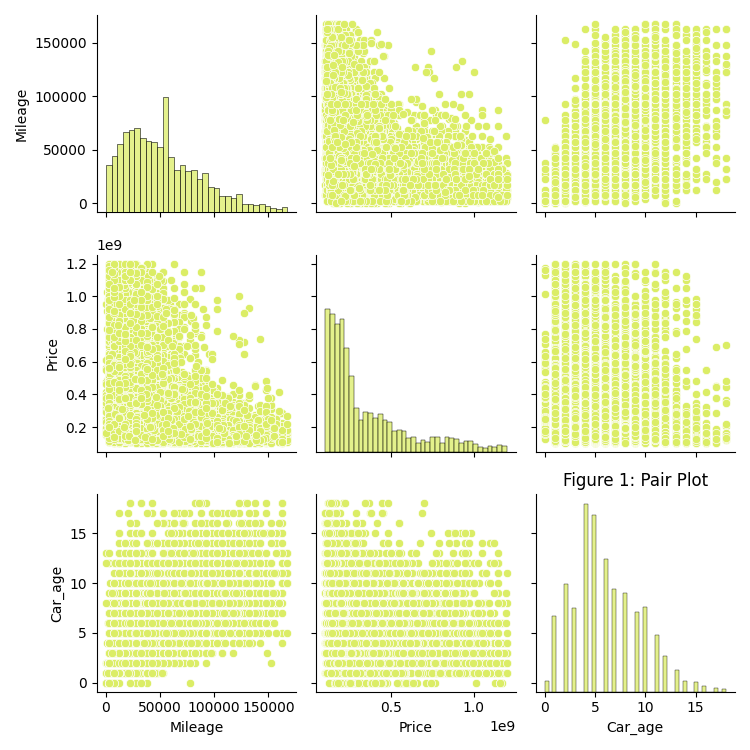 150000
100000
50000
0
Mileage
1e9
1.2
1.0
0.8
0.6
0.4
0.2
Price
Figure 1: Pair Plot
15
10
5
0
Car_age
0 50000 100000 150000
0.5 1.0
0 5 10 15
Mileage
Price
1e9
Car_age